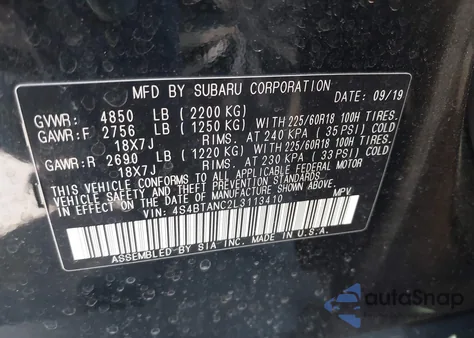 MFD BY SUBARU CORPORATION DATE: 09/19
GVWR: 4850 LB (2200 KG)
GAWR:F 2756 LB (1250 KG) WITH 225/60R18 100H TIRES.
18X7J RIMS. AT 240 KPA (35 PSI) COLD
GAWR:R 2690 LB (1220 KG) WITH 225/60R18 100H TIRES.
18X7J RIMS. AT 230 KPA (33 PSI) COLD
THIS VEHICLE CONFORMS TO ALL APPLICABLE FEDERAL MOTOR
VEHICLE SAFETY STANDARDS IN EFFECT ON THE DATE OF
MANUFACTURE SHOWN ABOVE.
VIN: 4S4BTANC2L3113410 MPV
ASSEMBLED BY SIA INC. IN U.S.A.
autoSnap